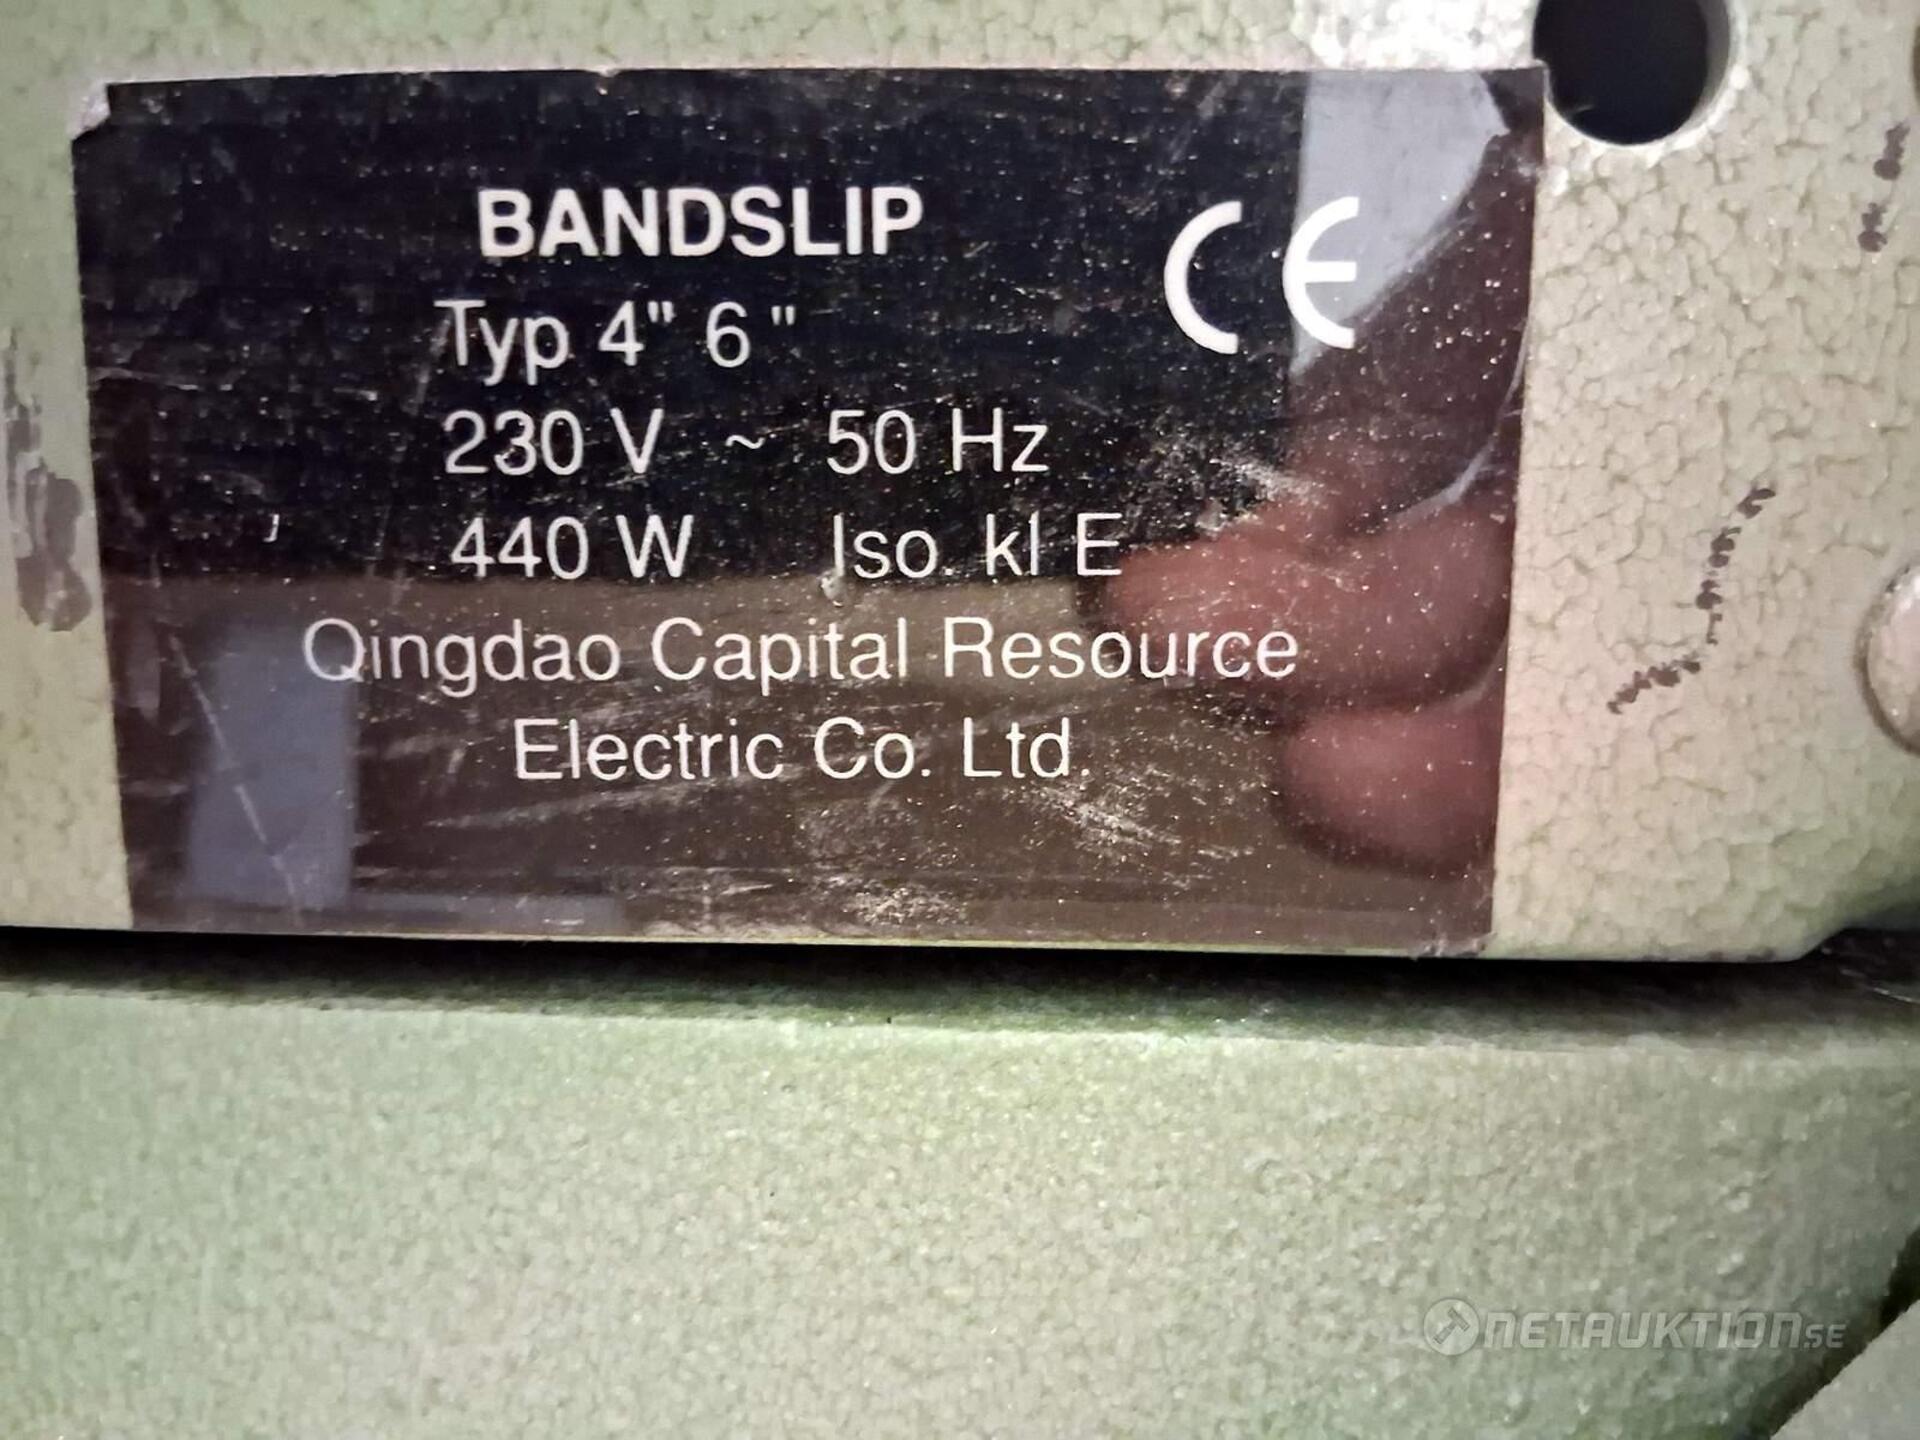 BANDSLIP
CE
Typ 4" 6"
230 V ~ 50 Hz
440 W Iso. kl E
Qingdao Capital Resource
Electric Co. Ltd.
NETAUKTION.SE